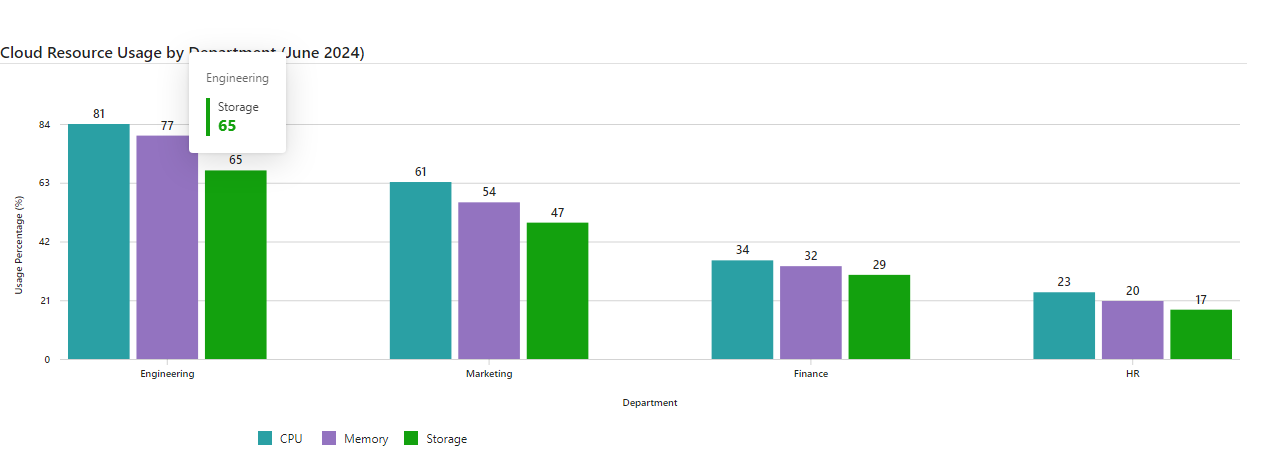 Cloud Resource Usage by Department (June 2024)
Engineering
Storage
65
81
77
65
61
54
47
34
32
29
23
20
17
84
63
42
21
0
Usage Percentage (%)
Engineering
Marketing
Finance
HR
Department
CPU
Memory
Storage